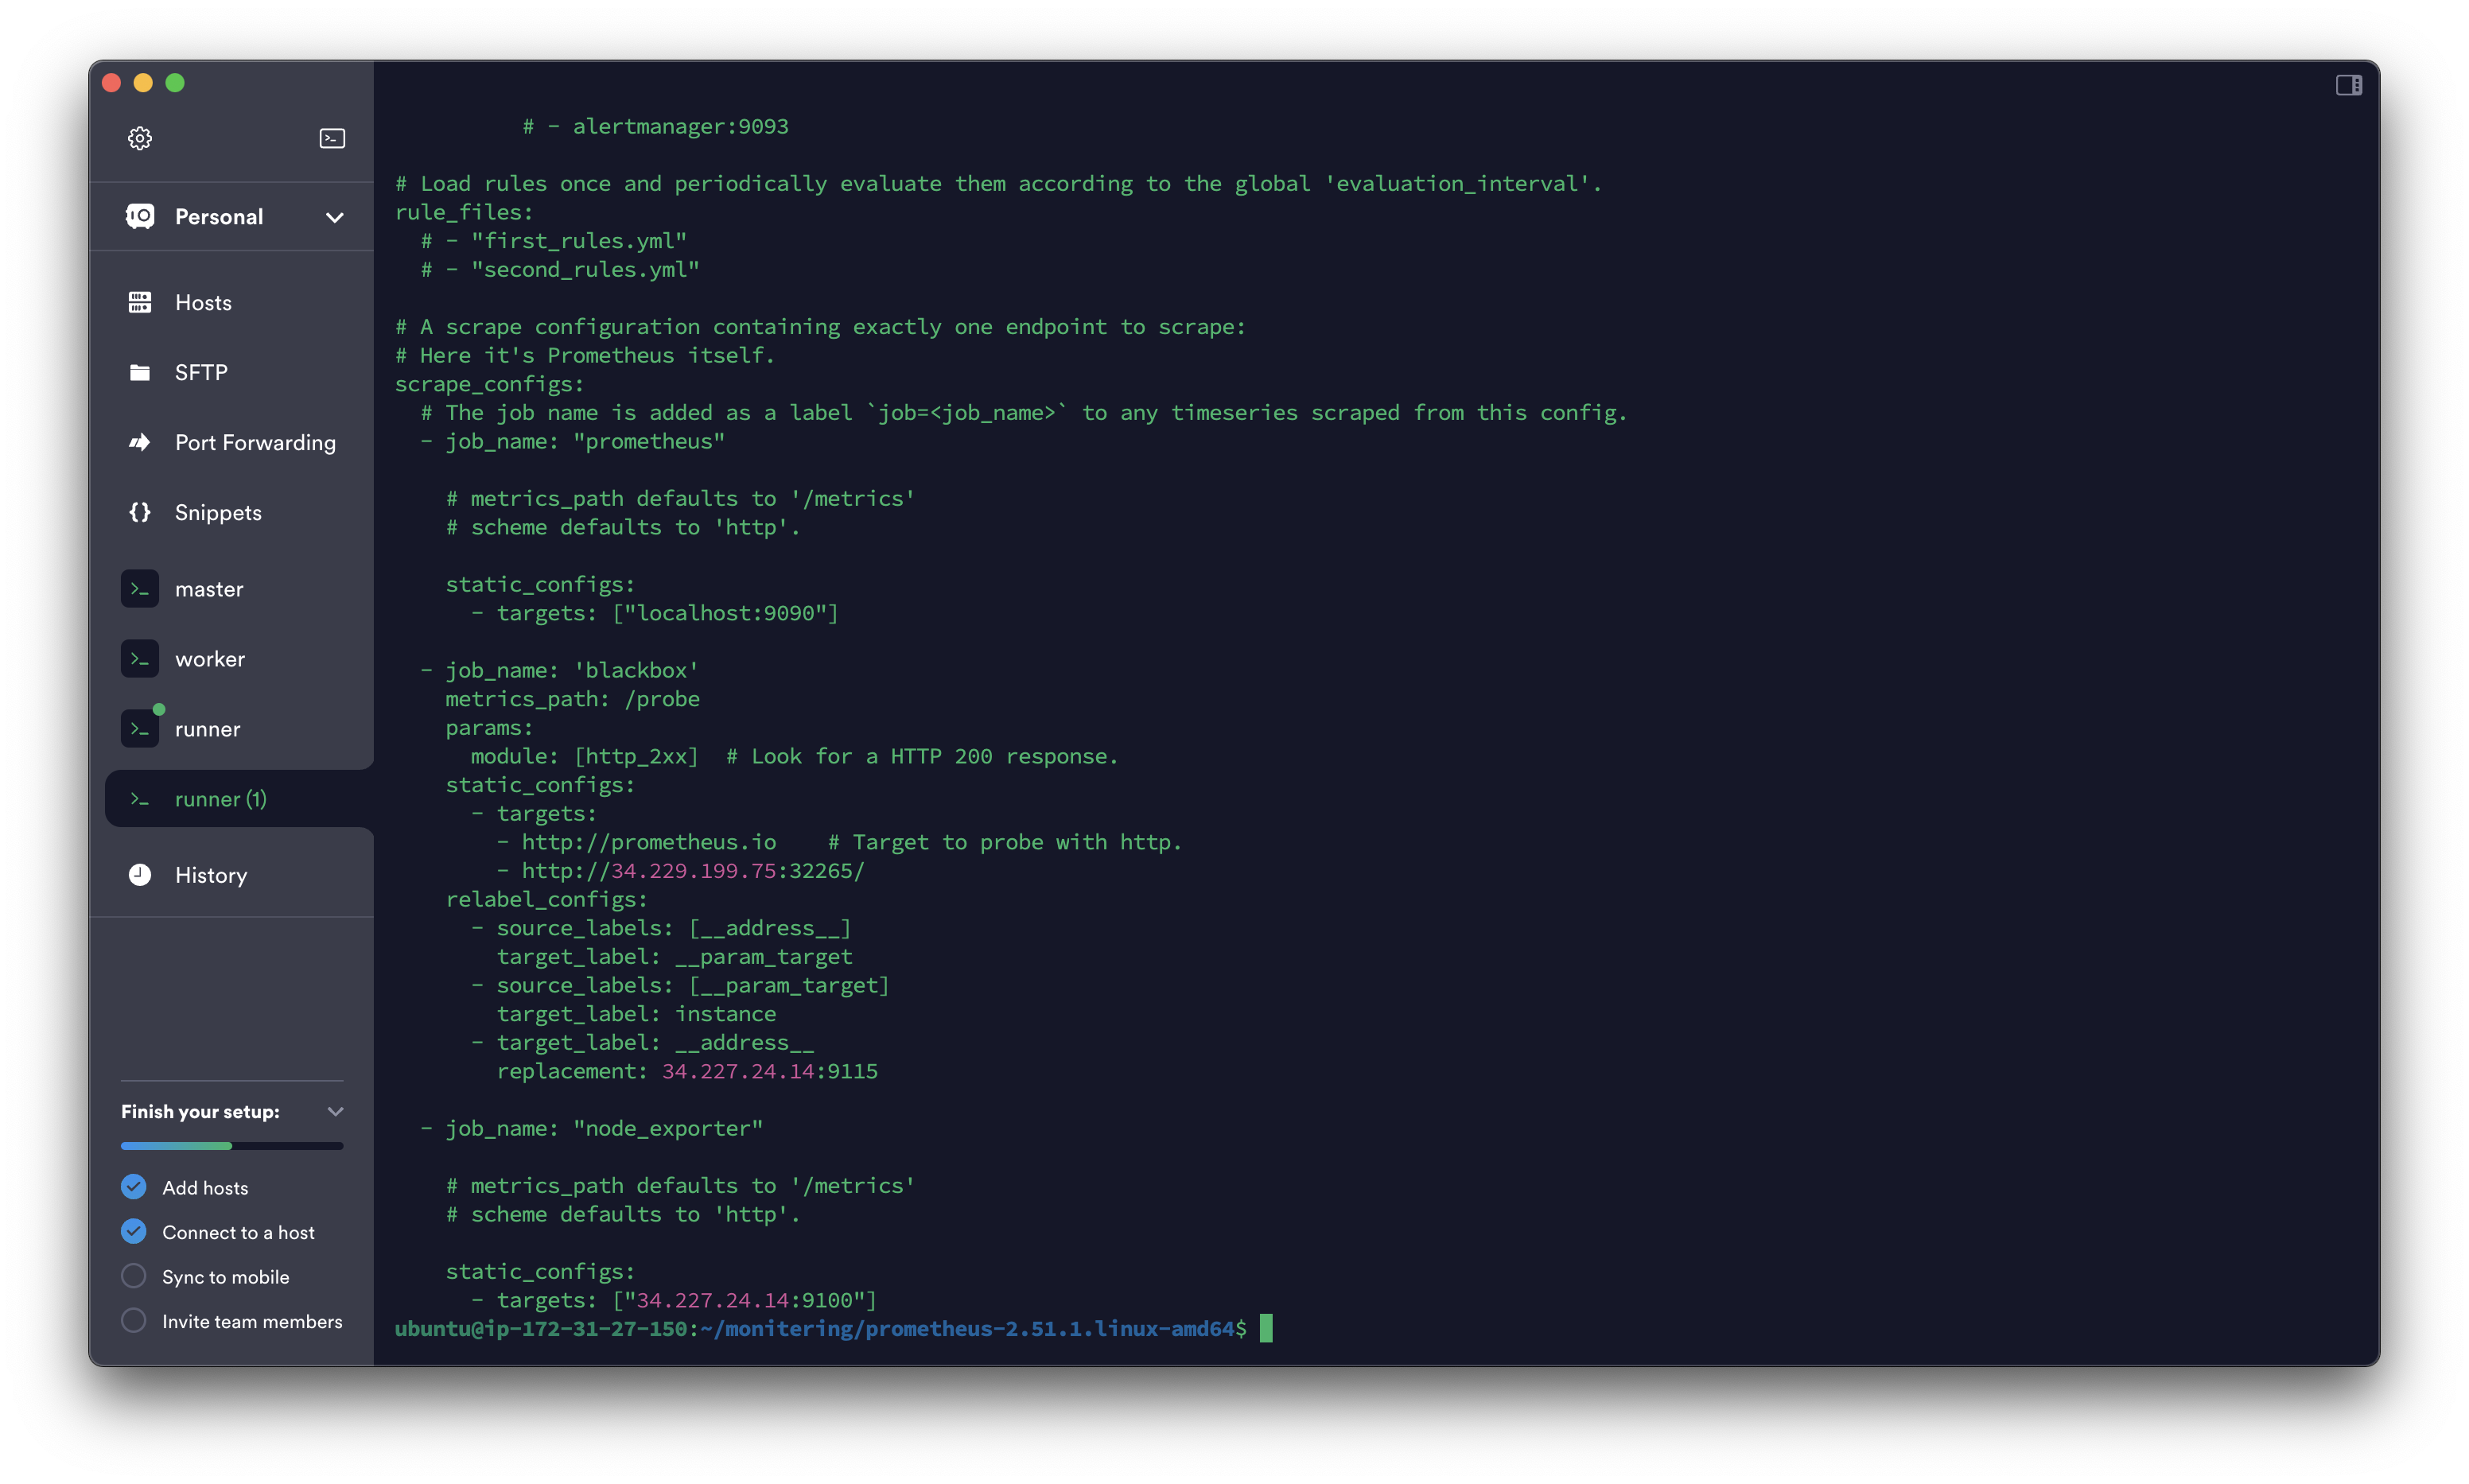 Personal
Hosts
SFTP
Port Forwarding
Snippets
master
worker
runner
runner (1)
History
Finish your setup:
Add hosts
Connect to a host
Sync to mobile
Invite team members
          # - alertmanager:9093

# Load rules once and periodically evaluate them according to the global 'evaluation_interval'.
rule_files:
  # - "first_rules.yml"
  # - "second_rules.yml"

# A scrape configuration containing exactly one endpoint to scrape:
# Here it's Prometheus itself.
scrape_configs:
  # The job name is added as a label `job=<job_name>` to any timeseries scraped from this config.
  - job_name: "prometheus"

    # metrics_path defaults to '/metrics'
    # scheme defaults to 'http'.

    static_configs:
      - targets: ["localhost:9090"]

  - job_name: 'blackbox'
    metrics_path: /probe
    params:
      module: [http_2xx]  # Look for a HTTP 200 response.
    static_configs:
      - targets:
        - http://prometheus.io    # Target to probe with http.
        - http://34.229.199.75:32265/
    relabel_configs:
      - source_labels: [__address__]
        target_label: __param_target
      - source_labels: [__param_target]
        target_label: instance
      - target_label: __address__
        replacement: 34.227.24.14:9115

  - job_name: "node_exporter"

    # metrics_path defaults to '/metrics'
    # scheme defaults to 'http'.

    static_configs:
      - targets: ["34.227.24.14:9100"]
ubuntu@ip-172-31-27-150:~/monitering/prometheus-2.51.1.linux-amd64$